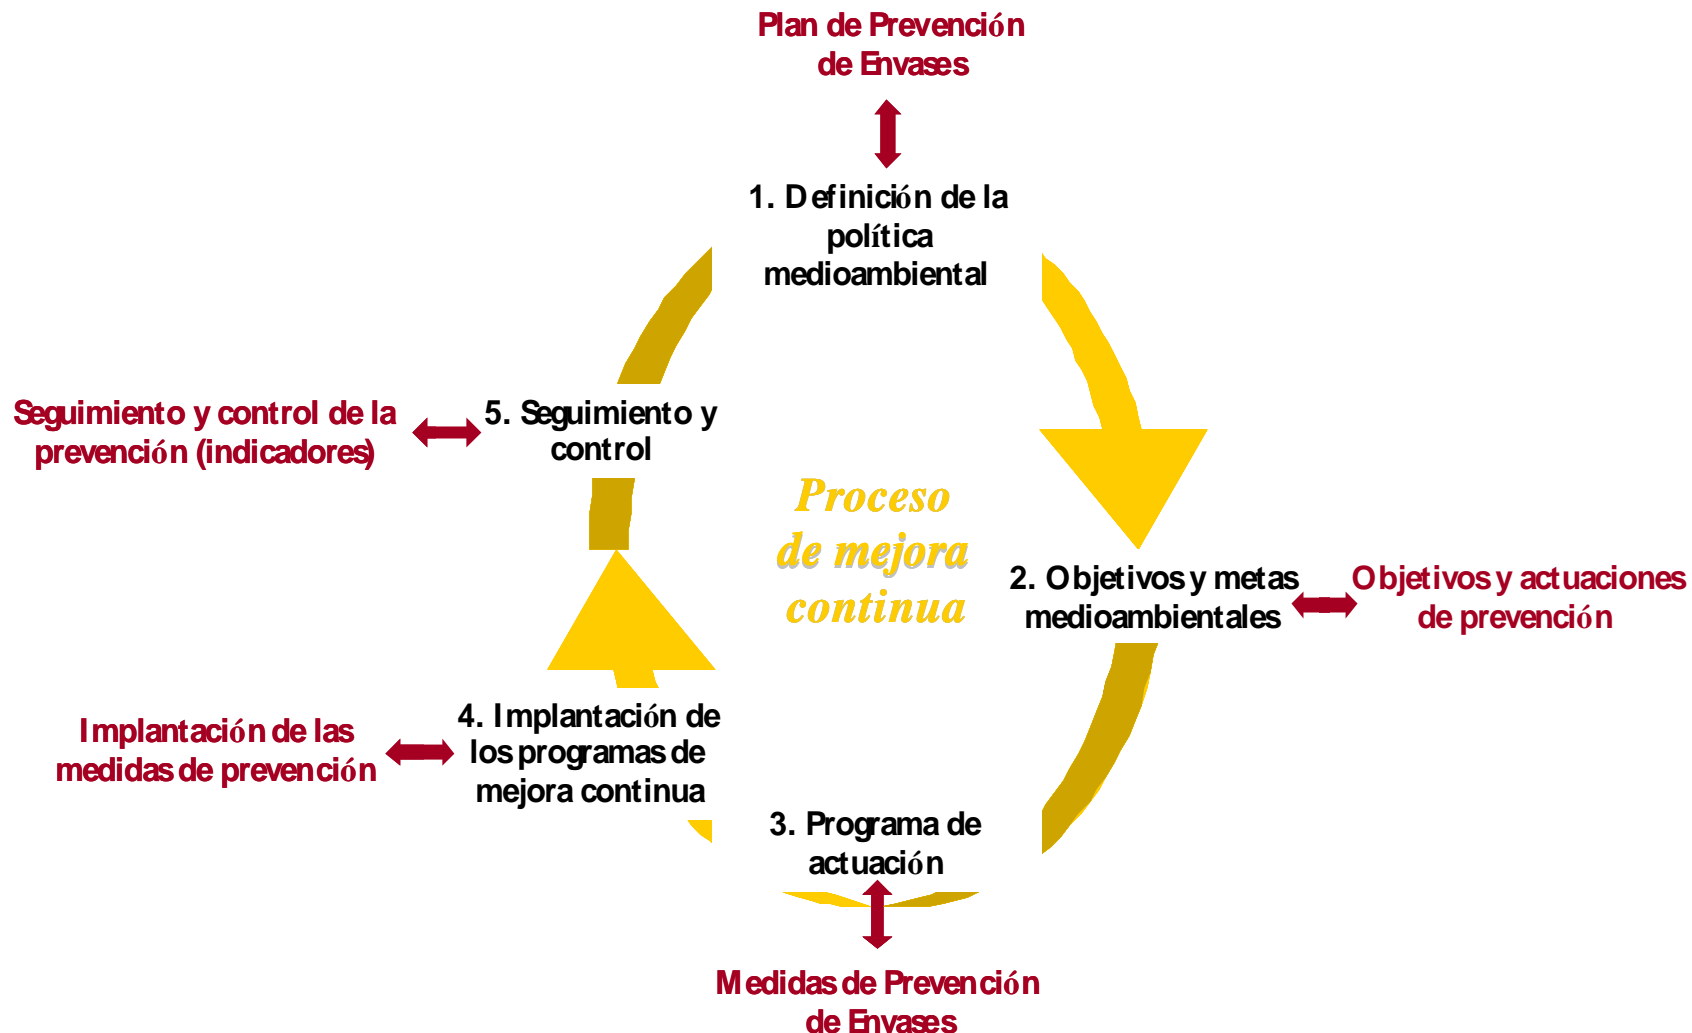 Plan de Prevención
de Envases
1. Definición de la
política
medioambiental
Seguimiento y control de la
prevención (indicadores)
5. Seguimiento y
control
Proceso
de mejora
continua
2. Objetivos y metas
medioambientales
Objetivos y actuaciones
de prevención
Implantación de las
medidas de prevención
4. Implantación de
los programas de
mejora continua
3. Programa de
actuación
Medidas de Prevención
de Envases